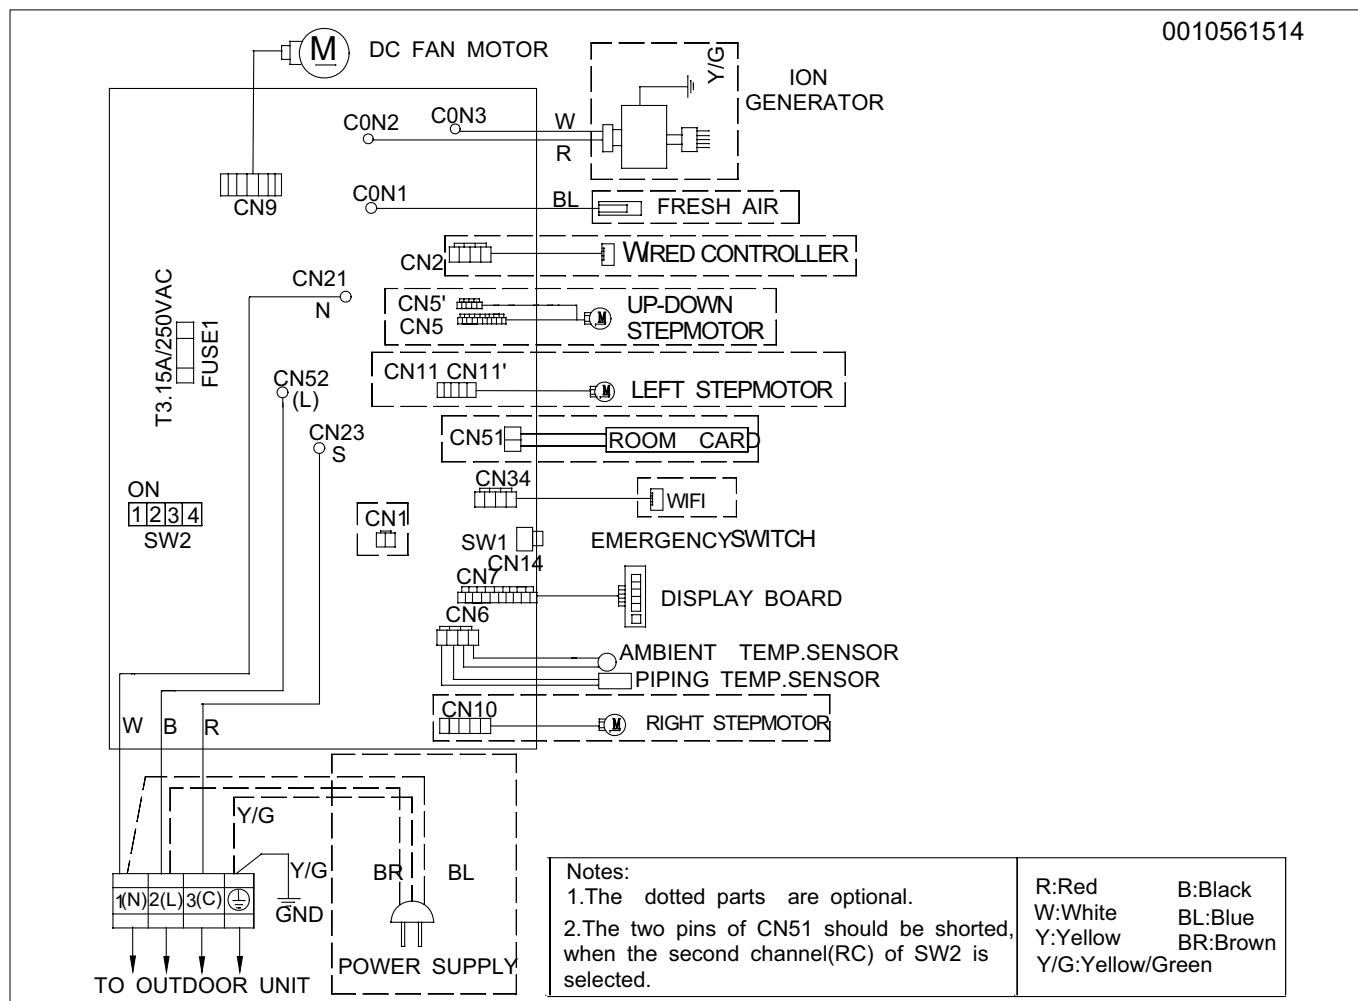 0010561514
M DC FAN MOTOR
Y/G
ION
GENERATOR
C0N2
C0N3
W
R
CN9
C0N1
BL
FRESH AIR
CN2
WIRED CONTROLLER
CN21
N
CN5'
CN5
M
UP-DOWN
STEPMOTOR
T3.15A/250VAC
FUSE1
CN11 CN11'
M
LEFT STEPMOTOR
CN52
(L)
CN23
S
CN51
ROOM CARD
CN34
WIFI
ON
1 2 3 4
SW2
CN1
SW1
EMERGENCY SWITCH
CN14
CN7
DISPLAY BOARD
CN6
AMBIENT TEMP.SENSOR
PIPING TEMP.SENSOR
CN10
M
RIGHT STEPMOTOR
W B R
Y/G
Y/G
BR
BL
1(N) 2(L) 3(C)
GND
POWER SUPPLY
TO OUTDOOR UNIT
Notes:
1.The dotted parts are optional.
2.The two pins of CN51 should be shorted,
when the second channel(RC) of SW2 is
selected.
R:Red B:Black
W:White BL:Blue
Y:Yellow BR:Brown
Y/G:Yellow/Green